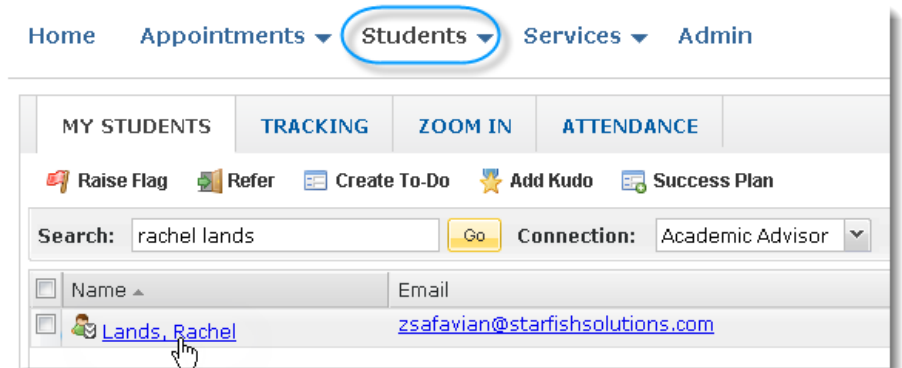 Home Appointments Students Services Admin
MY STUDENTS TRACKING ZOOM IN ATTENDANCE
Raise Flag Refer Create To-Do Add Kudo Success Plan
Search: rachel lands Go Connection: Academic Advisor
Name Email
Lands, Rachel zsafavian@starfishsolutions.com